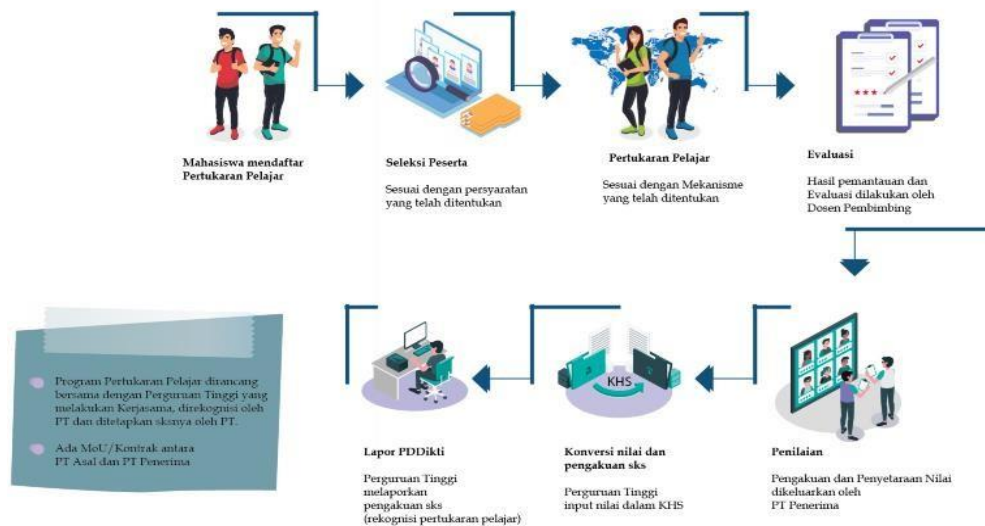 Mahasiswa mendaftar
Pertukaran Pelajar
Seleksi Peserta
Sesuai dengan persyaratan
yang telah ditentukan
Pertukaran Pelajar
Sesuai dengan Mekanisme
yang telah ditentukan
Evaluasi
Hasil pemantauan dan
Evaluasi dilakukan oleh
Dosen Pembimbing
Penilaian
Pengakuan dan Penyetaraan Nilai
dikeluarkan oleh
PT Penerima
KHS
Konversi nilai dan
pengakuan sks
Perguruan Tinggi
input nilai dalam KHS
Lapor PDDikti
Perguruan Tinggi
melaporkan
pengakuan sks
(rekognisi pertukaran pelajar)
Program Pertukaran Pelajar dirancang
bersama dengan Perguruan Tinggi yang
melakukan Kerjasama, direkognisi oleh
PT dan ditetapkan sksnya oleh PT.
Ada MoU/Kontrak antara
PT Asal dan PT Penerima